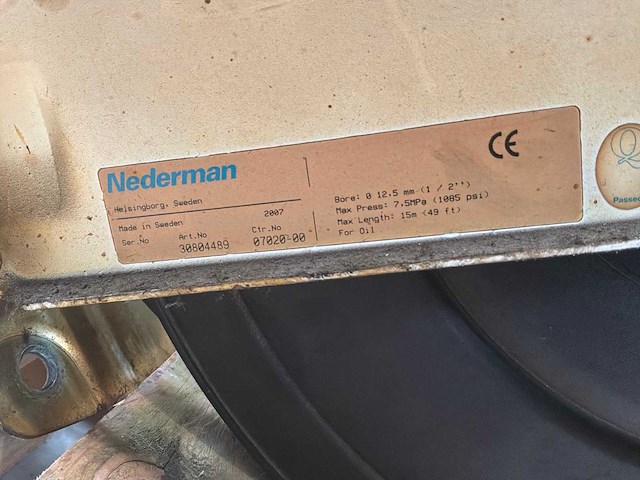 Nederman
CE
Helsingborg, Sweden
Made in Sweden 2007
Ser.No Art.No Ctr.No
30804489 07020-00
Bore: 0 12.5 mm (1 / 2'')
Max Press: 7.5MPa (1085 psi)
Max Length: 15m (49 ft)
For Oil
Q
Passed